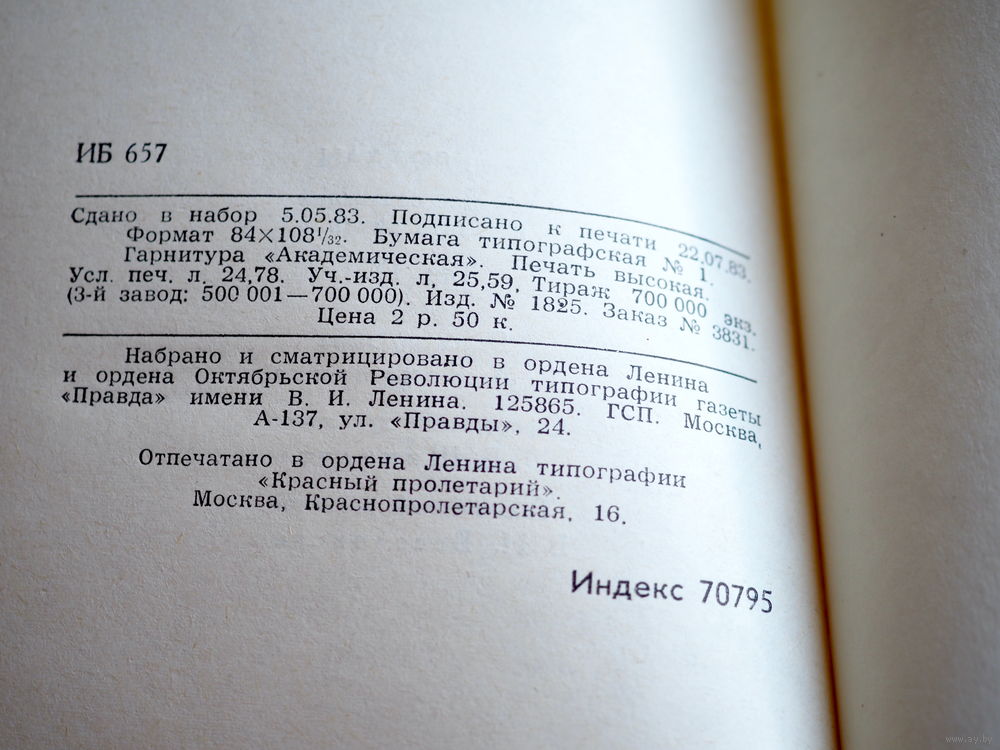 ИБ 657
Сдано в набор 5.05.83. Подписано к печати 22.07.83.
Формат 84×108¹/₃₂. Бумага типографская № 1.
Гарнитура «Академическая». Печать высокая.
Усл. печ. л. 24,78. Уч.-изд. л, 25,59, Тираж 700 000 экз.
(3-й завод: 500 001—700 000). Изд. № 1825. Заказ № 3831.
Цена 2 р. 50 к.
Набрано и сматрицировано в ордена Ленина
и ордена Октябрьской Революции типографии газеты
«Правда» имени В. И. Ленина. 125865. ГСП. Москва,
А-137, ул. «Правды», 24.
Отпечатано в ордена Ленина типографии
«Красный пролетарий».
Москва, Краснопролетарская, 16.
Индекс 70795
www.ay.by